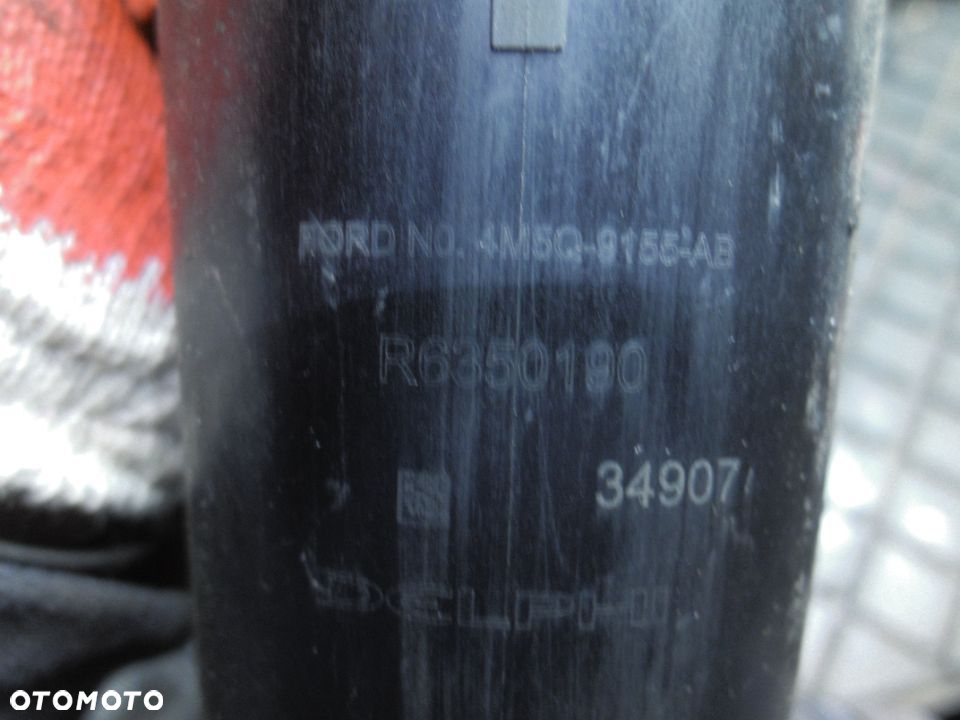 FORD NO. 4M5Q-9155-AB
R6350190
34907
DELPHI
OTOMOTO